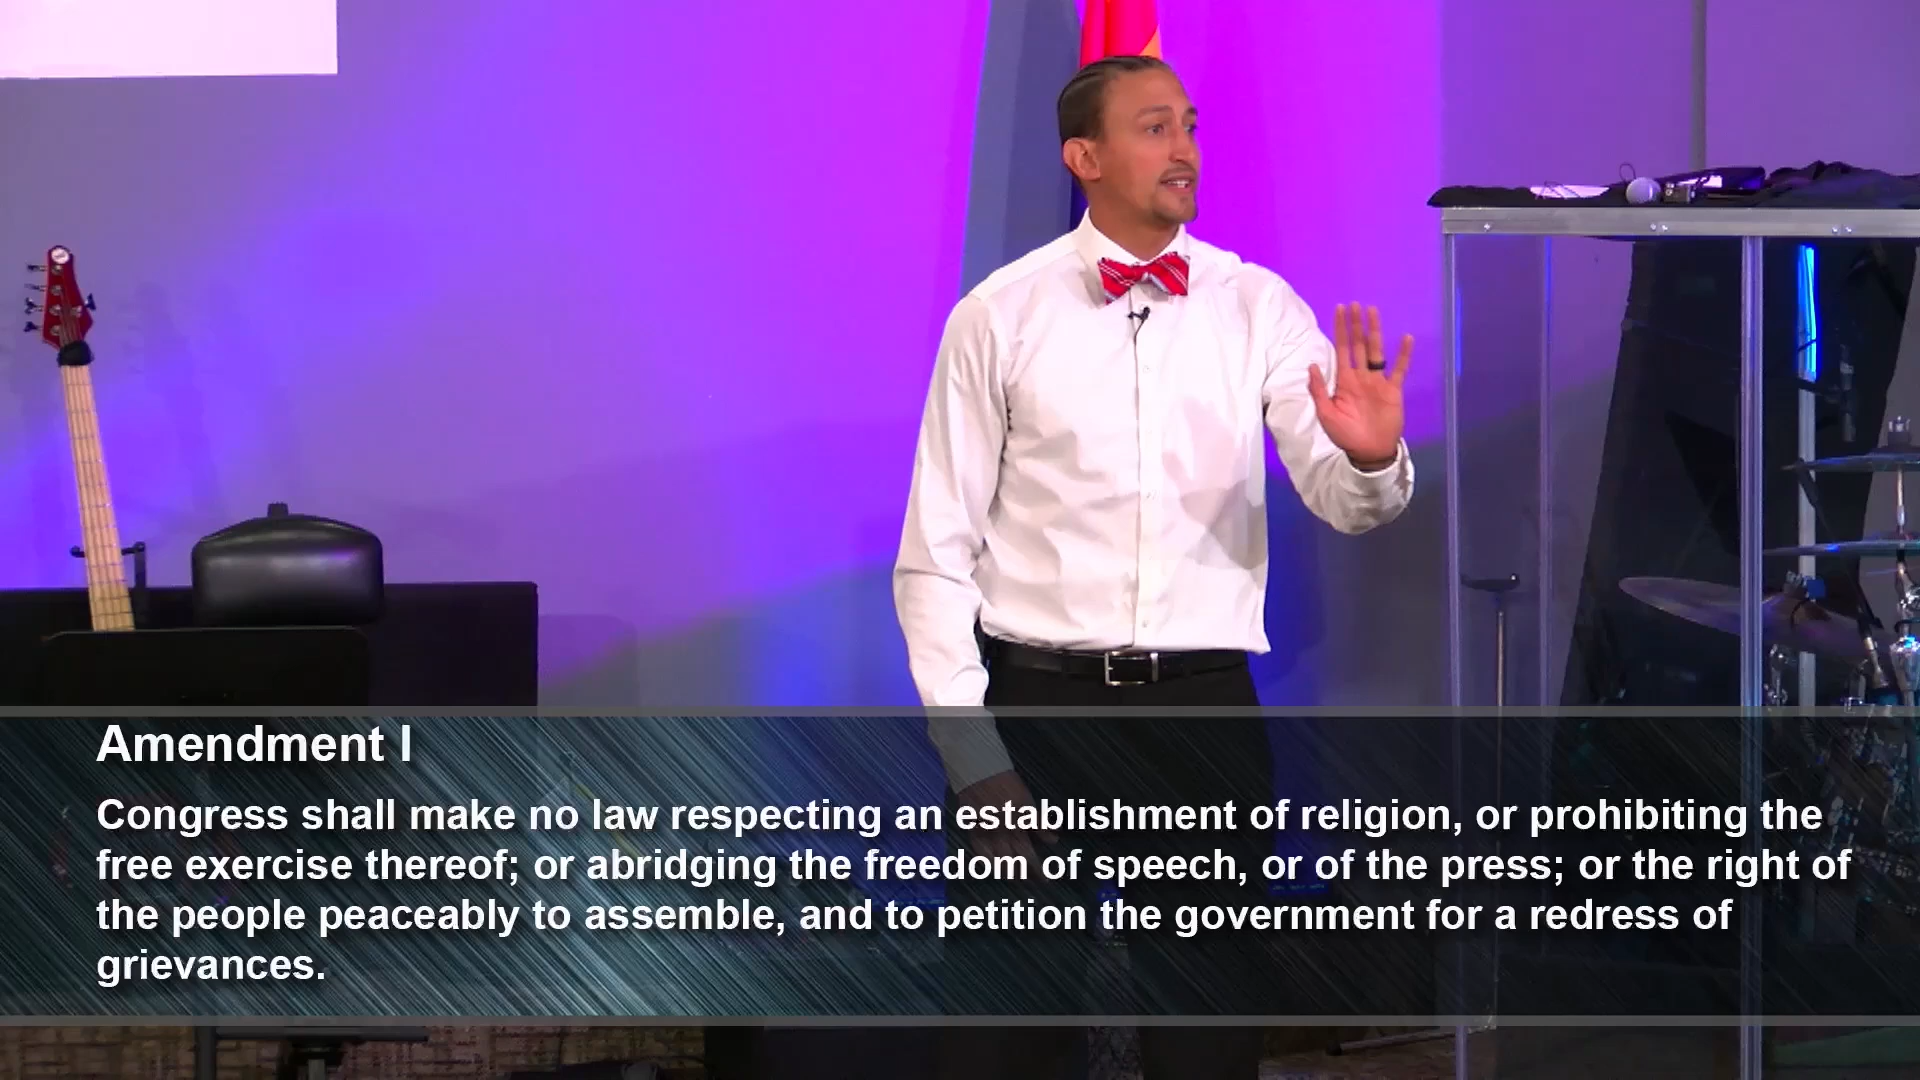 Amendment I
Congress shall make no law respecting an establishment of religion, or prohibiting the
free exercise thereof; or abridging the freedom of speech, or of the press; or the right of
the people peaceably to assemble, and to petition the government for a redress of
grievances.